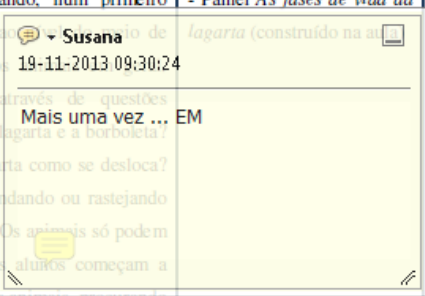 ando, num primeiro
- Painel As fases de vida da
lagarta (construído na aula)
Susana
19-11-2013 09:30:24
através de questões
Mais uma vez ... EM
lagarta e a borboleta?
rta como se desloca?
ndando ou rastejando
Os animais só podem
alunos começam a